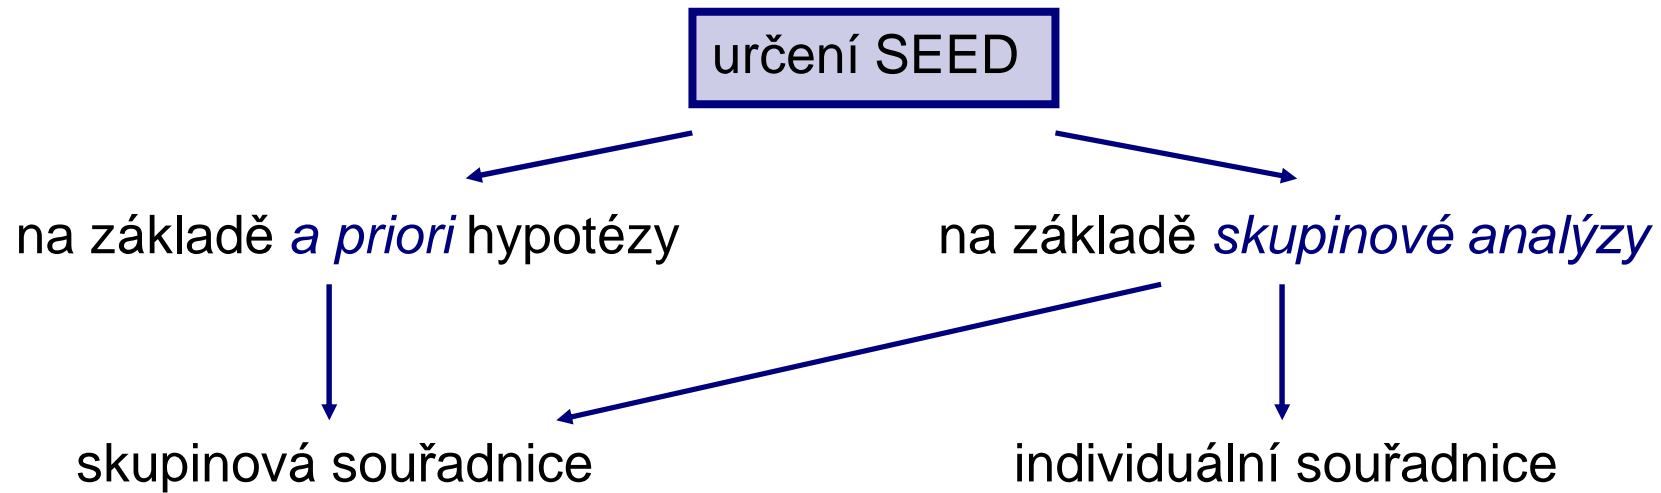 určení SEED
na základě a priori hypotézy
na základě skupinové analýzy
skupinová souřadnice
individuální souřadnice